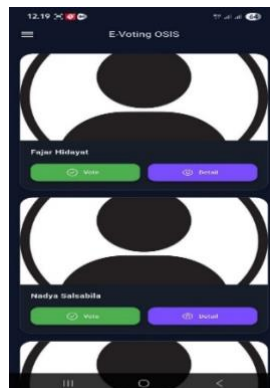 12.19
E-Voting OSIS
Fajar Hidayat
Vote Detail
Nadya Salsabila
Vote Detail